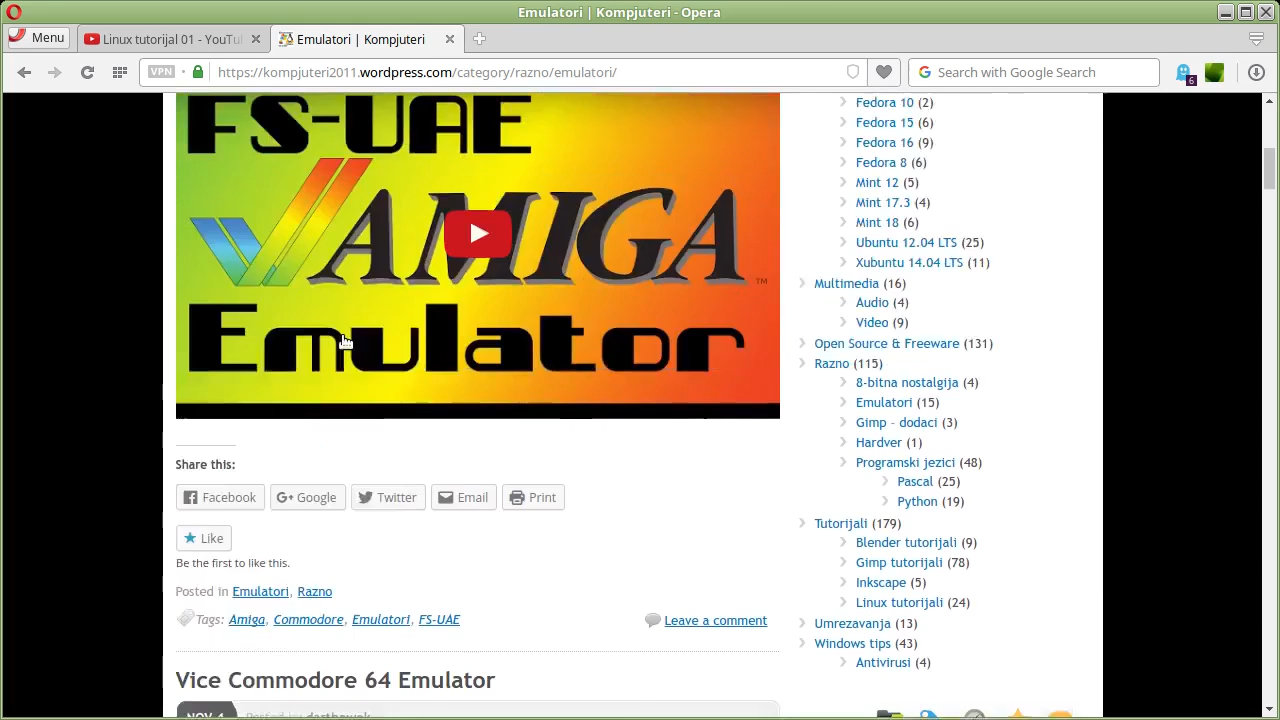 Emulatori | Kompjuteri - Opera
Menu
Linux tutorijal 01 - YouTu
Emulatori | Kompjuteri
VPN
https://kompjuteri2011.wordpress.com/category/razno/emulatori/
Search with Google Search
6
FS-UAE
AMIGA
TM
Emulator
Share this:
Facebook
Google
Twitter
Email
Print
Like
Be the first to like this.
Posted in Emulatori, Razno
Tags: Amiga, Commodore, Emulatori, FS-UAE
Leave a comment
Vice Commodore 64 Emulator
NOV 4
Posted by darthpunk
Fedora 10 (2)
Fedora 15 (6)
Fedora 16 (9)
Fedora 8 (6)
Mint 12 (5)
Mint 17.3 (4)
Mint 18 (6)
Ubuntu 12.04 LTS (25)
Xubuntu 14.04 LTS (11)
Multimedia (16)
Audio (4)
Video (9)
Open Source & Freeware (131)
Razno (115)
8-bitna nostalgija (4)
Emulatori (15)
Gimp - dodaci (3)
Hardver (1)
Programski jezici (48)
Pascal (25)
Python (19)
Tutorijali (179)
Blender tutorijali (9)
Gimp tutorijali (78)
Inkscape (5)
Linux tutorijali (24)
Umrezavanja (13)
Windows tips (43)
Antivirusi (4)